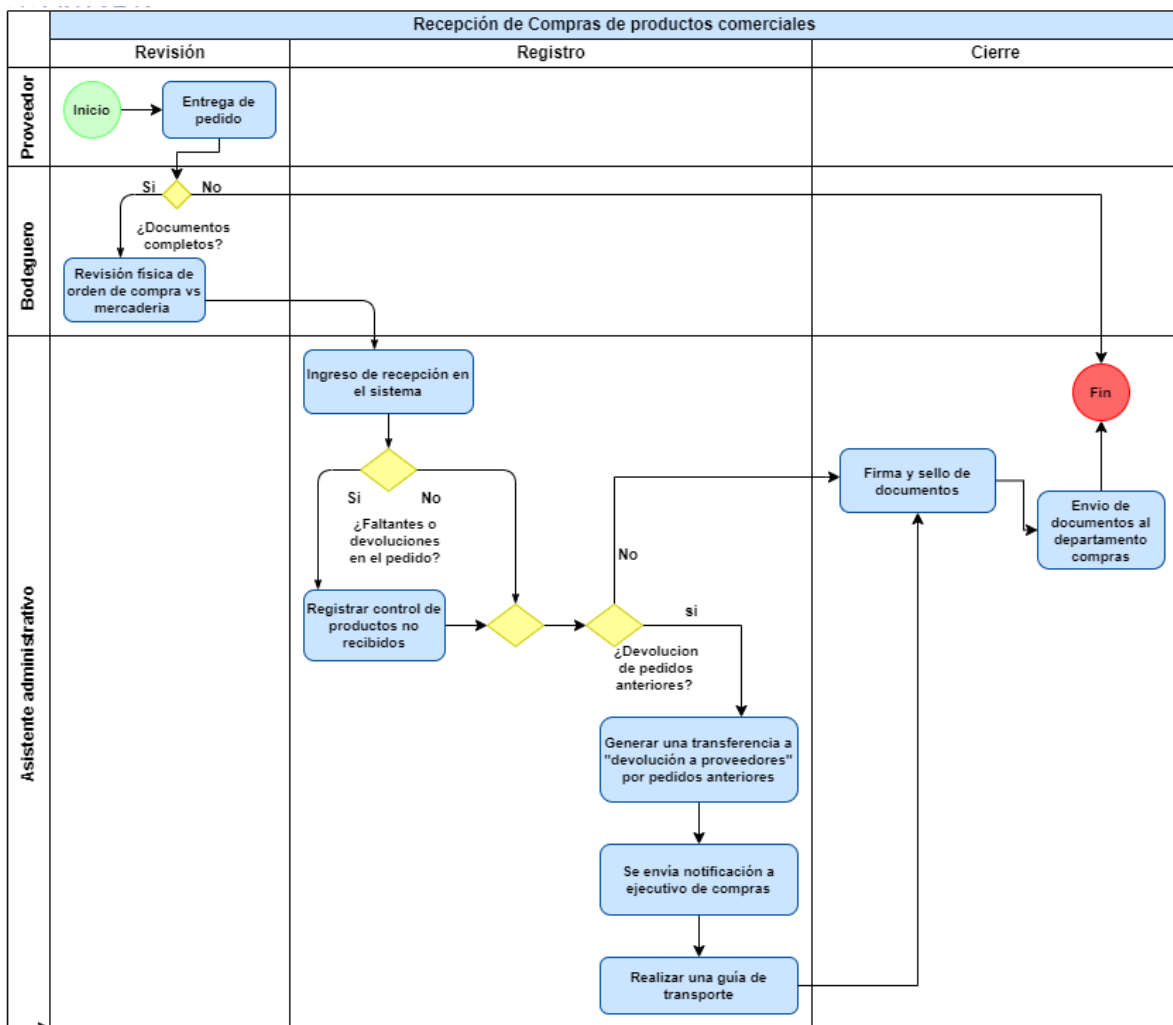 Recepción de Compras de productos comerciales
Revisión
Registro
Cierre
Proveedor
Inicio
Entrega de
pedido
Bodeguero
Si
No
¿Documentos
completos?
Revisión física de
orden de compra vs
mercaderia
Asistente administrativo
Ingreso de recepción en
el sistema
Si
No
¿Faltantes o
devoluciones
en el pedido?
Registrar control de
productos no
recibidos
No
si
¿Devolucion
de pedidos
anteriores?
Generar una transferencia a
"devolución a proveedores"
por pedidos anteriores
Se envía notificación a
ejecutivo de compras
Realizar una guía de
transporte
Firma y sello de
documentos
Envio de
documentos al
departamento
compras
Fin